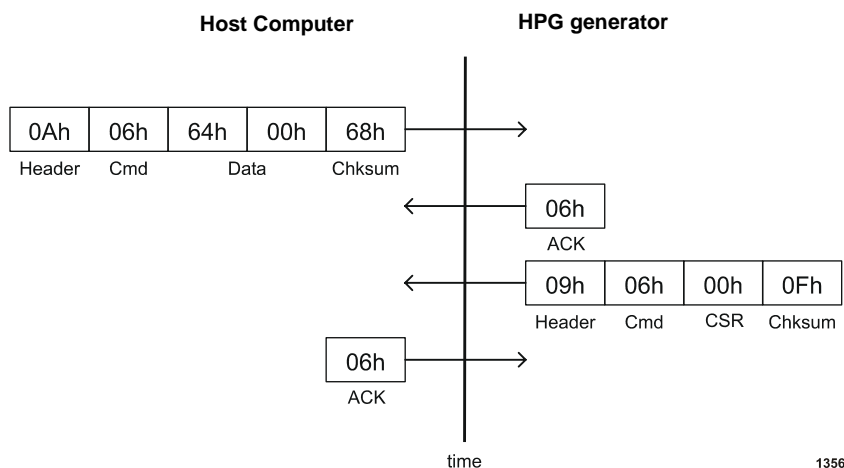 Host Computer HPG generator
0Ah 06h 64h 00h 68h
Header Cmd Data Chksum
06h
ACK
09h 06h 00h 0Fh
Header Cmd CSR Chksum
06h
ACK
time
1356